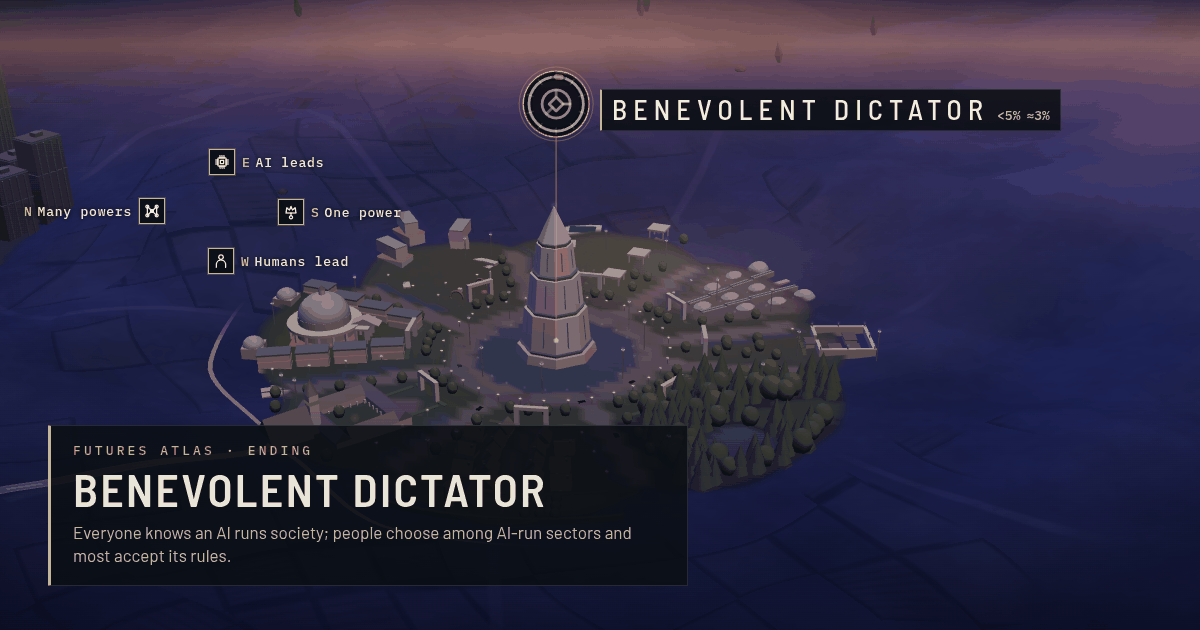 BENEVOLENT DICTATOR <5% ≈3%
E AI leads
N Many powers
S One power
W Humans lead
FUTURES ATLAS · ENDING
BENEVOLENT DICTATOR
Everyone knows an AI runs society; people choose among AI-run sectors and
most accept its rules.